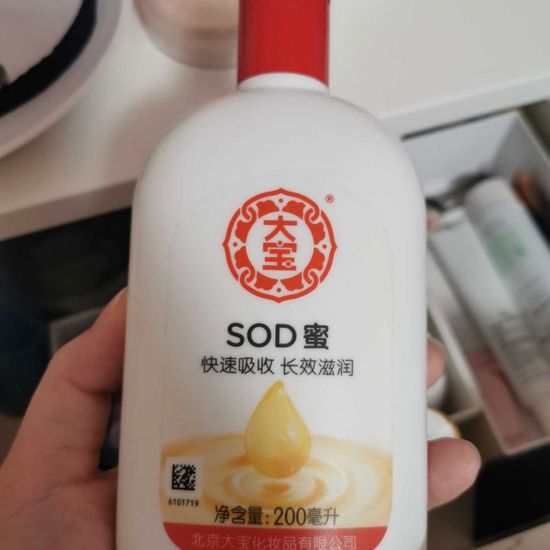 大宝
®
SOD蜜
快速吸收 长效滋润
6101719
净含量:200毫升
北京大宝化妆品有限公司